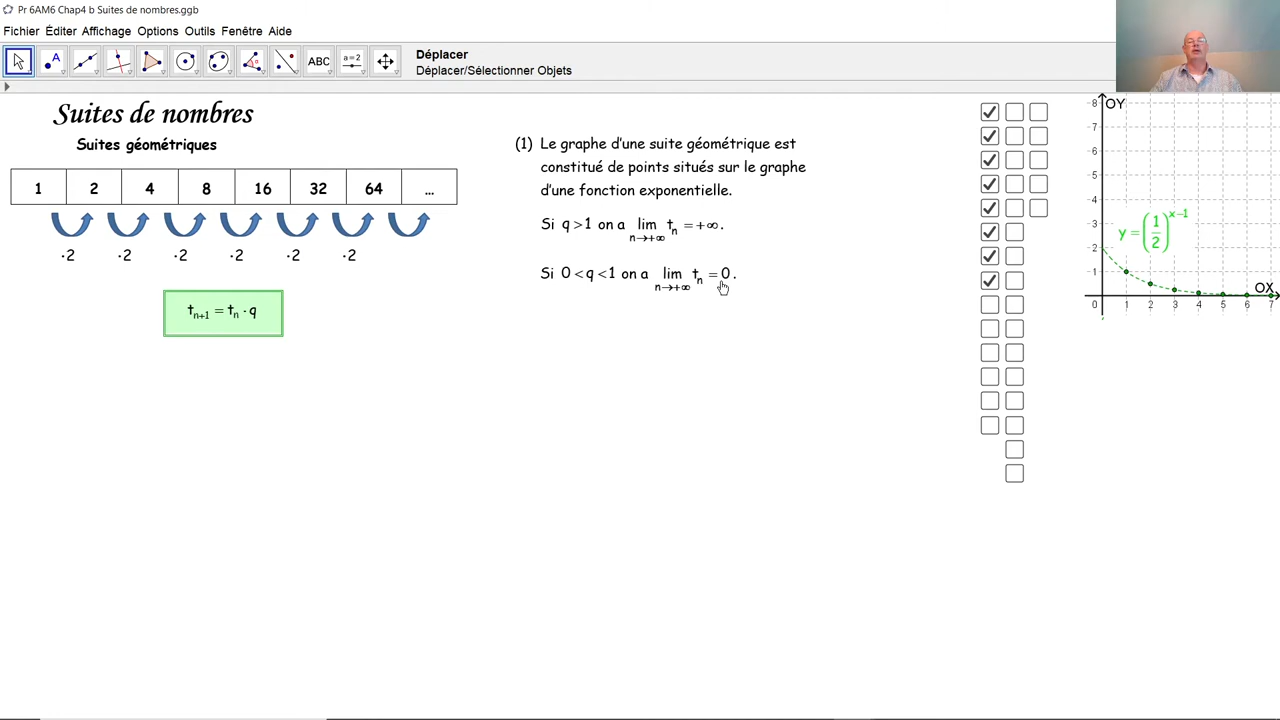 Pr 6AM6 Chap4 b Suites de nombres.ggb
Fichier Éditer Affichage Options Outils Fenêtre Aide
A ABC a=2
Déplacer
Déplacer/Sélectionner Objets
Suites de nombres
Suites géométriques
1 2 4 8 16 32 64 ...
·2 ·2 ·2 ·2 ·2 ·2
tₙ₊₁ = tₙ · q
(1) Le graphe d'une suite géométrique est
constitué de points situés sur le graphe
d'une fonction exponentielle.
Si q > 1 on a lim tₙ = +∞.
n→+∞
Si 0 < q < 1 on a lim tₙ = 0.
n→+∞
OY
8
7
6
5
4
3
2
1
y = (1/2)^(x−1)
OX
0 1 2 3 4 5 6 7